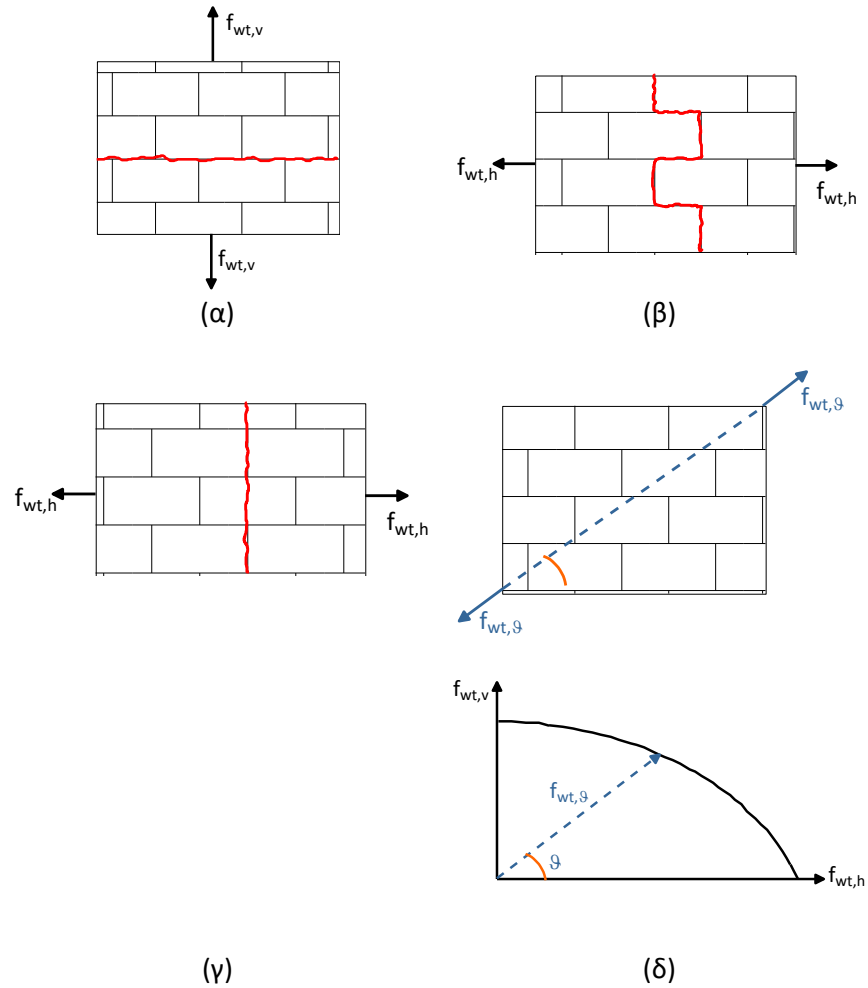 f_wt,v
f_wt,v
(α)
f_wt,h
f_wt,h
(β)
f_wt,h
f_wt,h
(γ)
f_wt,ϑ
f_wt,ϑ
f_wt,v
f_wt,ϑ
ϑ
f_wt,h
(δ)